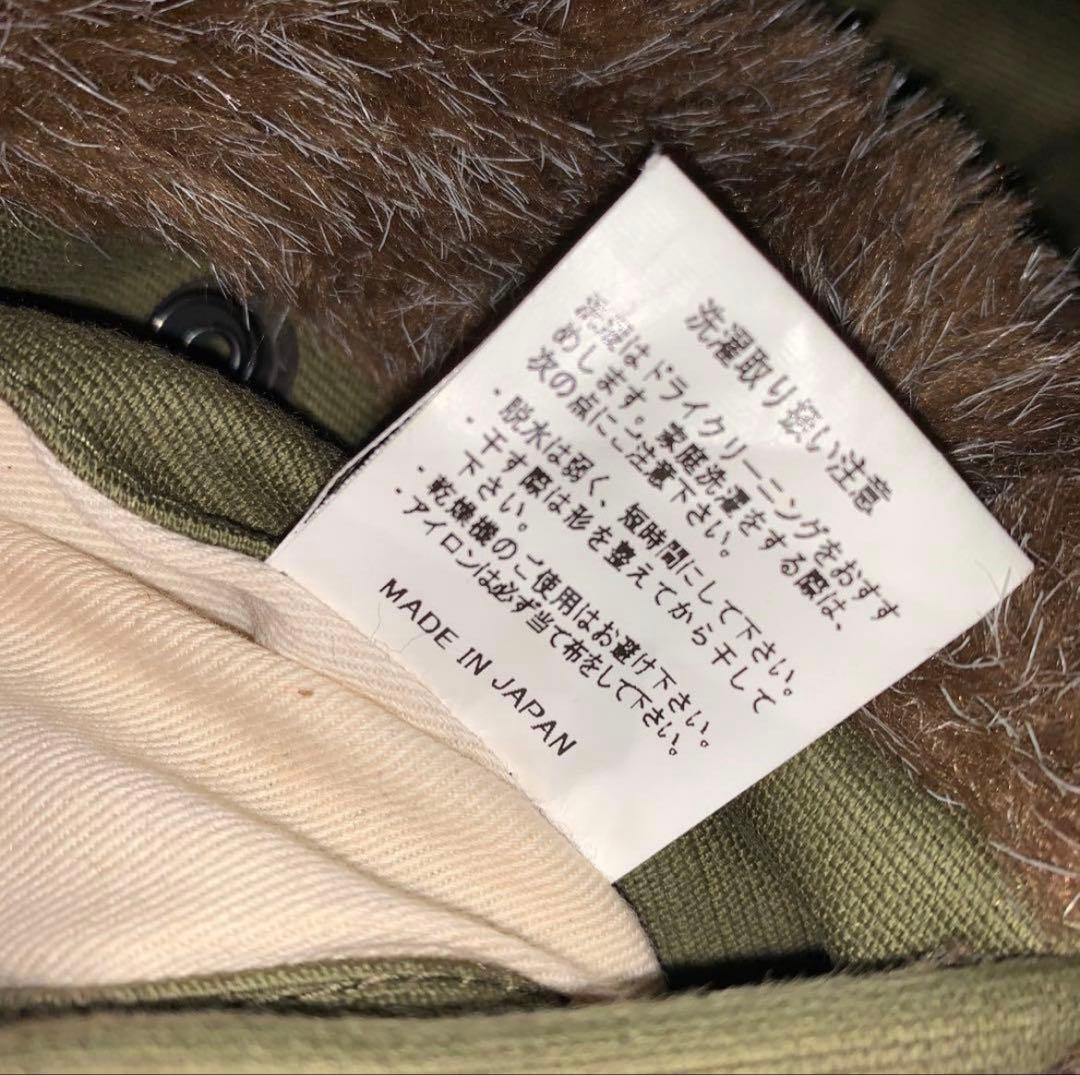 洗濯取り扱い注意
洗濯はドライクリーニングをおすす
めします。家庭洗濯をする際は、
次の点にご注意下さい。
・脱水は弱く、短時間にして下さい。
・干す際は形を整えてから干して
下さい。
・乾燥機のご使用はお避け下さい。
・アイロンは必ず当て布をして下さい。
MADE IN JAPAN